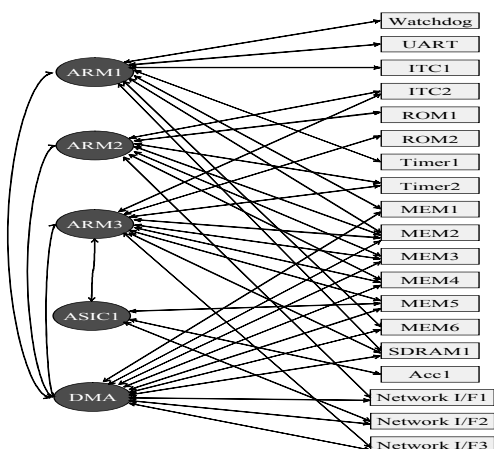 Watchdog
UART
ARM1
ITC1
ITC2
ROM1
ARM2
ROM2
Timer1
Timer2
MEM1
ARM3
MEM2
MEM3
MEM4
MEM5
ASIC1
MEM6
SDRAM1
Acc1
DMA
Network I/F1
Network I/F2
Network I/F3